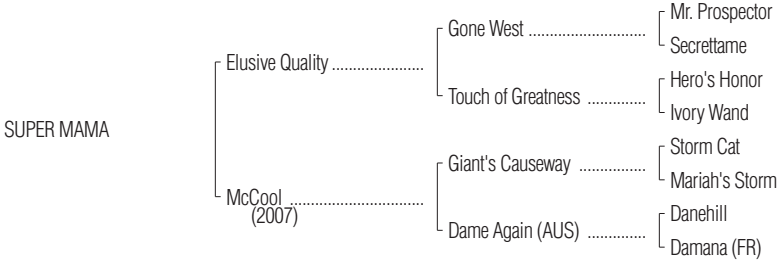 Mr. Prospector
Gone West ..........................
Secrettame
Elusive Quality .....................
Hero's Honor
Touch of Greatness .............
Ivory Wand
SUPER MAMA
Storm Cat
Giant's Causeway ...............
Mariah's Storm
McCool ..............................
(2007)
Danehill
Dame Again (AUS) .............
Damana (FR)